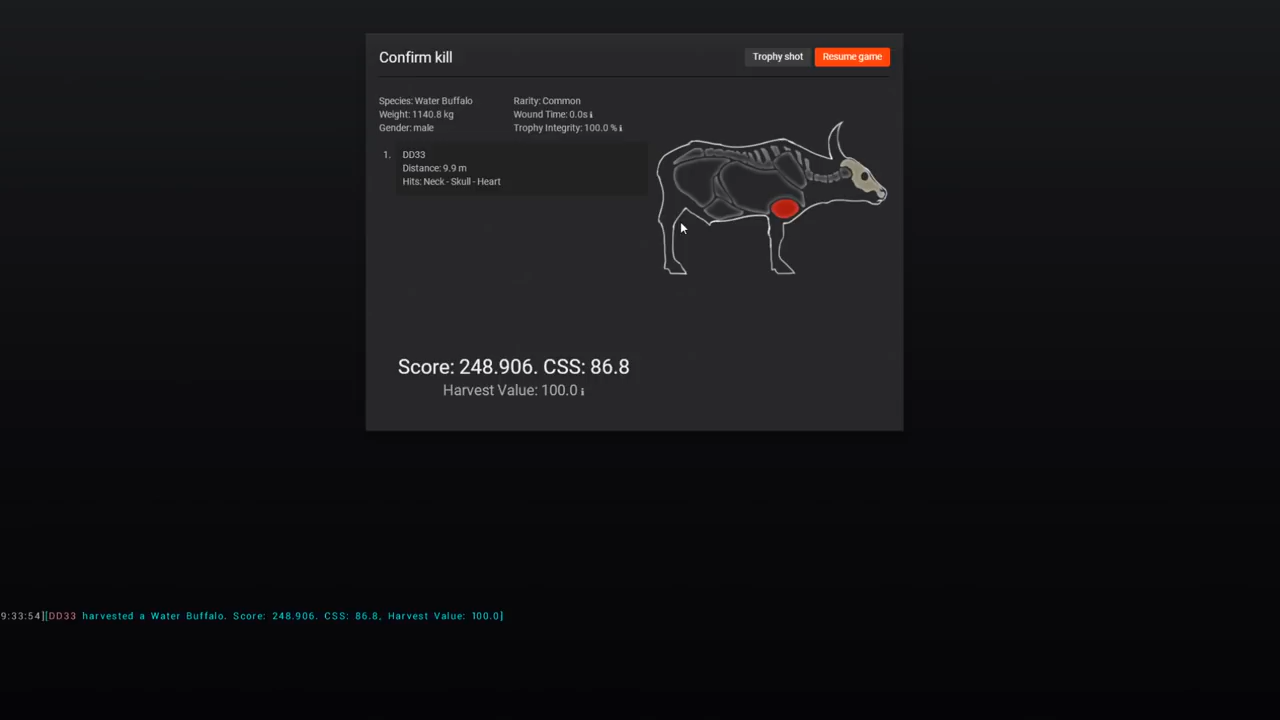 Confirm kill
Trophy shot
Resume game
Species: Water Buffalo
Weight: 1140.8 kg
Gender: male
Rarity: Common
Wound Time: 0.0s
Trophy Integrity: 100.0 %
1.
DD33
Distance: 9.9 m
Hits: Neck - Skull - Heart
Score: 248.906. CSS: 86.8
Harvest Value: 100.0
9:33:54][DD33 harvested a Water Buffalo. Score: 248.906. CSS: 86.8, Harvest Value: 100.0]